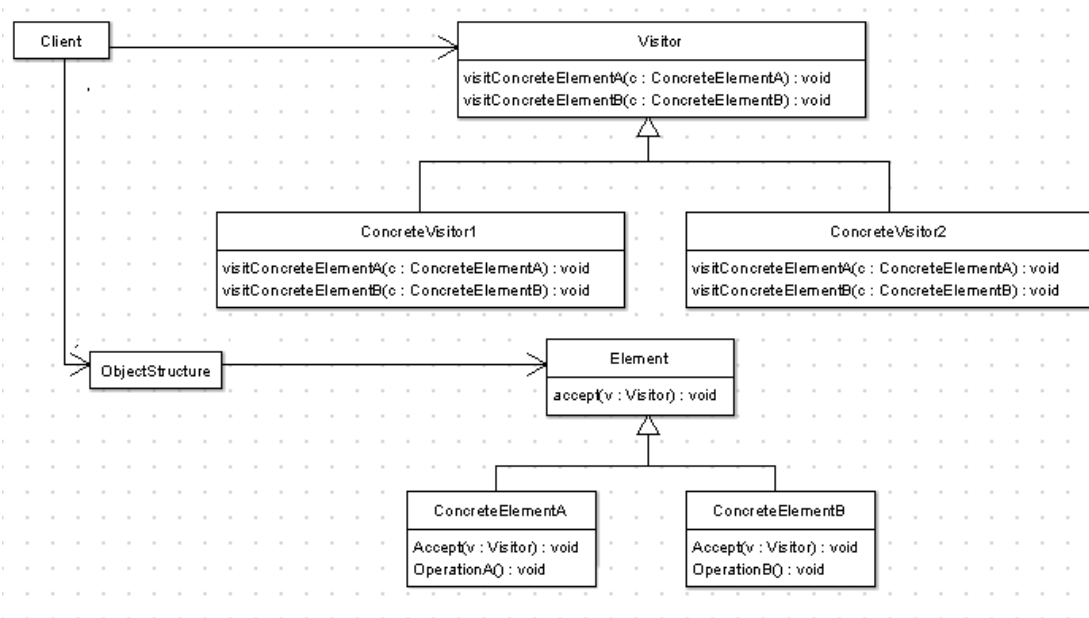 Client
Visitor
visitConcreteElementA(c : ConcreteElementA) : void
visitConcreteElementB(c : ConcreteElementB) : void
ConcreteVisitor1
visitConcreteElementA(c : ConcreteElementA) : void
visitConcreteElementB(c : ConcreteElementB) : void
ConcreteVisitor2
visitConcreteElementA(c : ConcreteElementA) : void
visitConcreteElementB(c : ConcreteElementB) : void
ObjectStructure
Element
accept(v : Visitor) : void
ConcreteElementA
Accept(v : Visitor) : void
OperationA() : void
ConcreteElementB
Accept(v : Visitor) : void
OperationB() : void